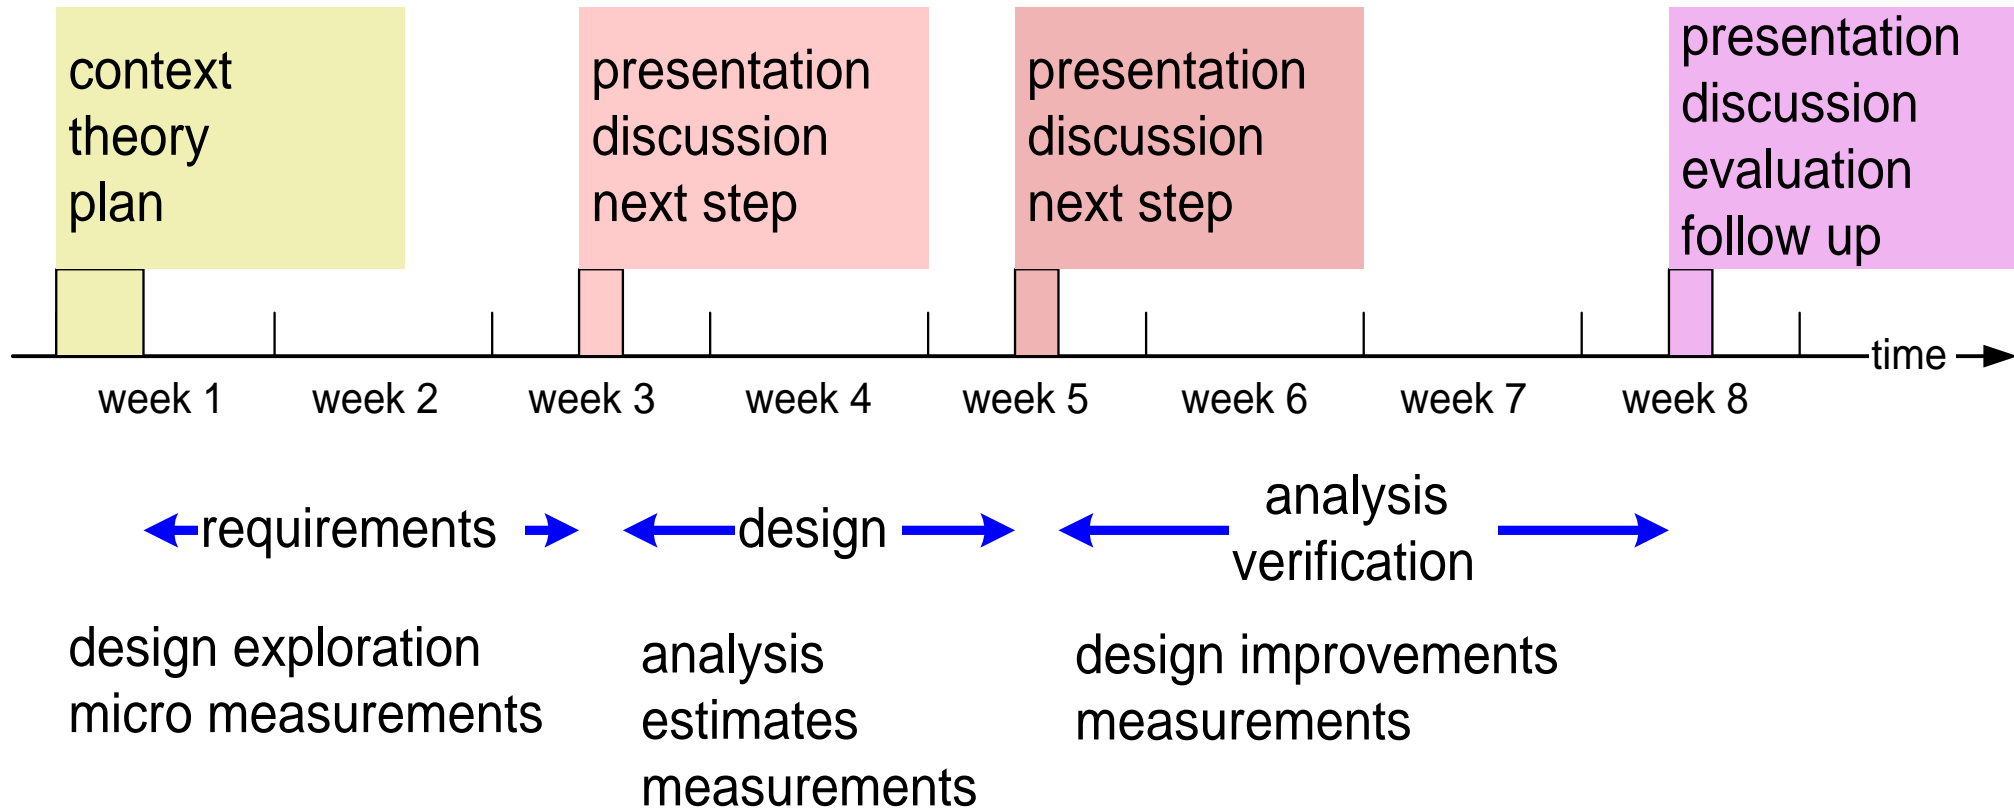 context
theory
plan
presentation
discussion
next step
presentation
discussion
next step
presentation
discussion
evaluation
follow up
time
week 1
week 2
week 3
week 4
week 5
week 6
week 7
week 8
requirements
design
analysis
verification
design exploration
micro measurements
analysis
estimates
measurements
design improvements
measurements